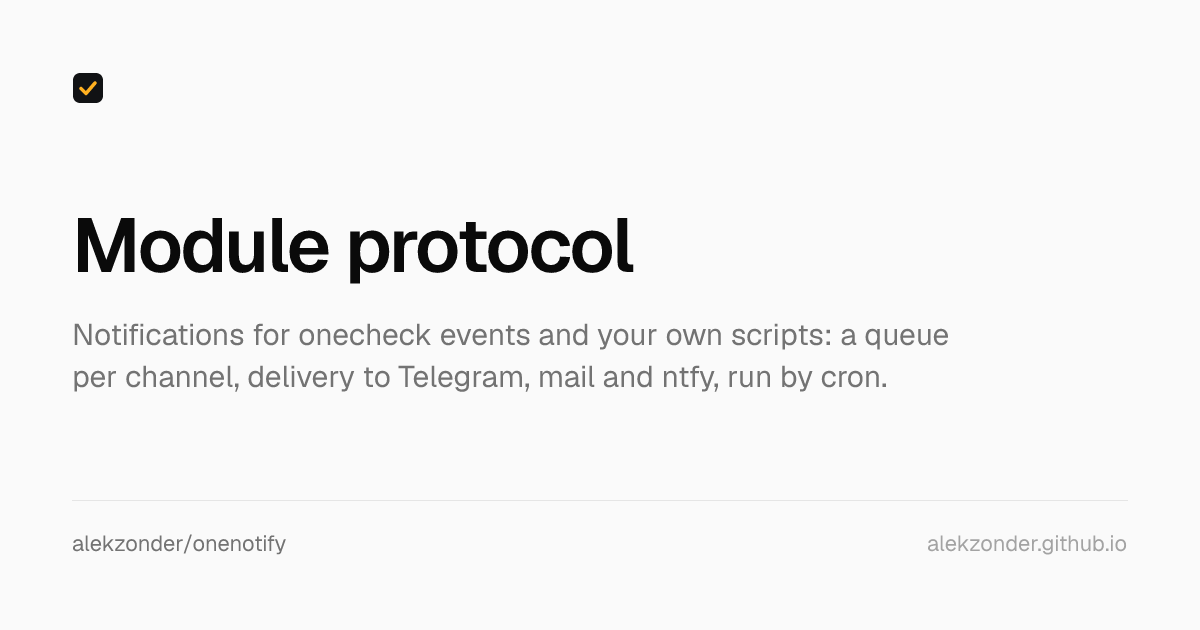 Module protocol
Notifications for onecheck events and your own scripts: a queue
per channel, delivery to Telegram, mail and ntfy, run by cron.
alekzonder/onenotify
alekzonder.github.io